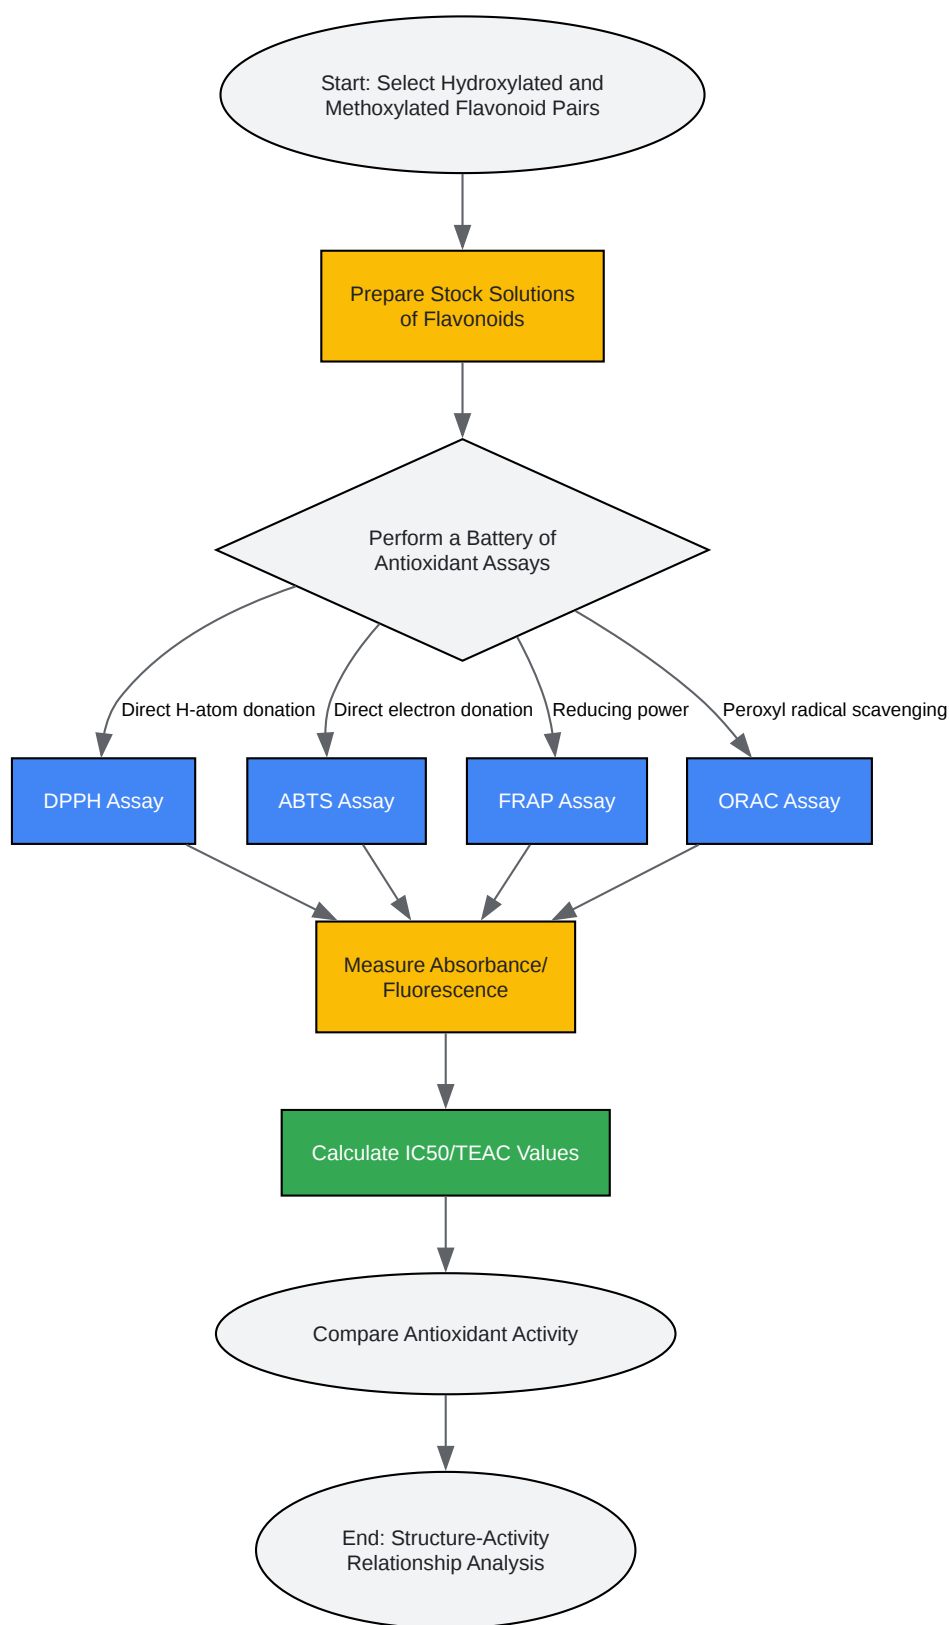 Start: Select Hydroxylated and
Methoxylated Flavonoid Pairs
Prepare Stock Solutions
of Flavonoids
Perform a Battery of
Antioxidant Assays
Direct H-atom donation
Direct electron donation
Reducing power
Peroxyl radical scavenging
DPPH Assay
ABTS Assay
FRAP Assay
ORAC Assay
Measure Absorbance/
Fluorescence
Calculate IC50/TEAC Values
Compare Antioxidant Activity
End: Structure-Activity
Relationship Analysis